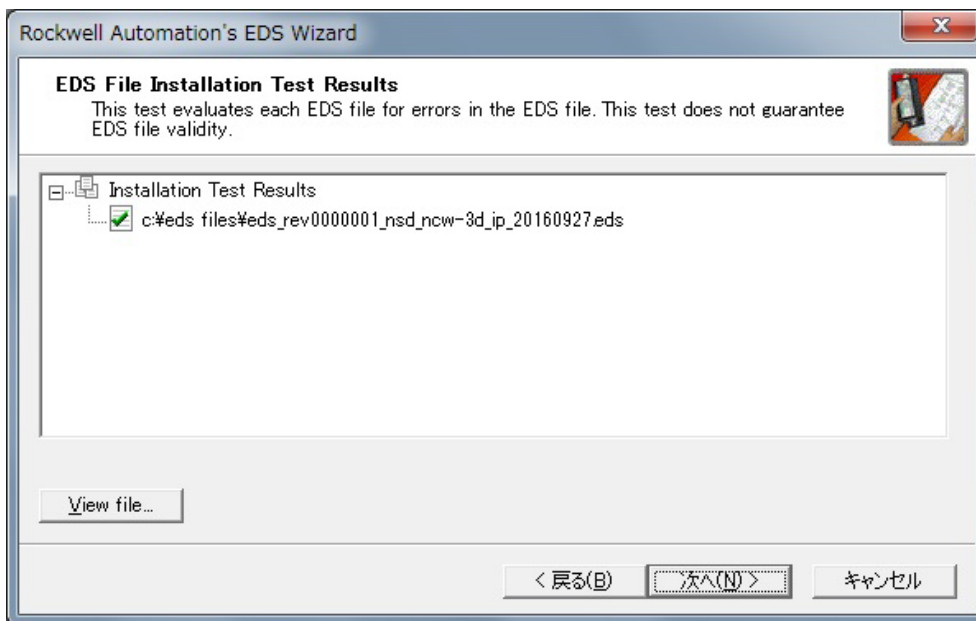 Rockwell Automation's EDS Wizard
EDS File Installation Test Results
This test evaluates each EDS file for errors in the EDS file. This test does not guarantee
EDS file validity.
Installation Test Results
c:¥eds files¥eds_rev0000001_nsd_ncw-3d_ip_20160927.eds
View file...
< 戻る(B)
次へ(N) >
キャンセル